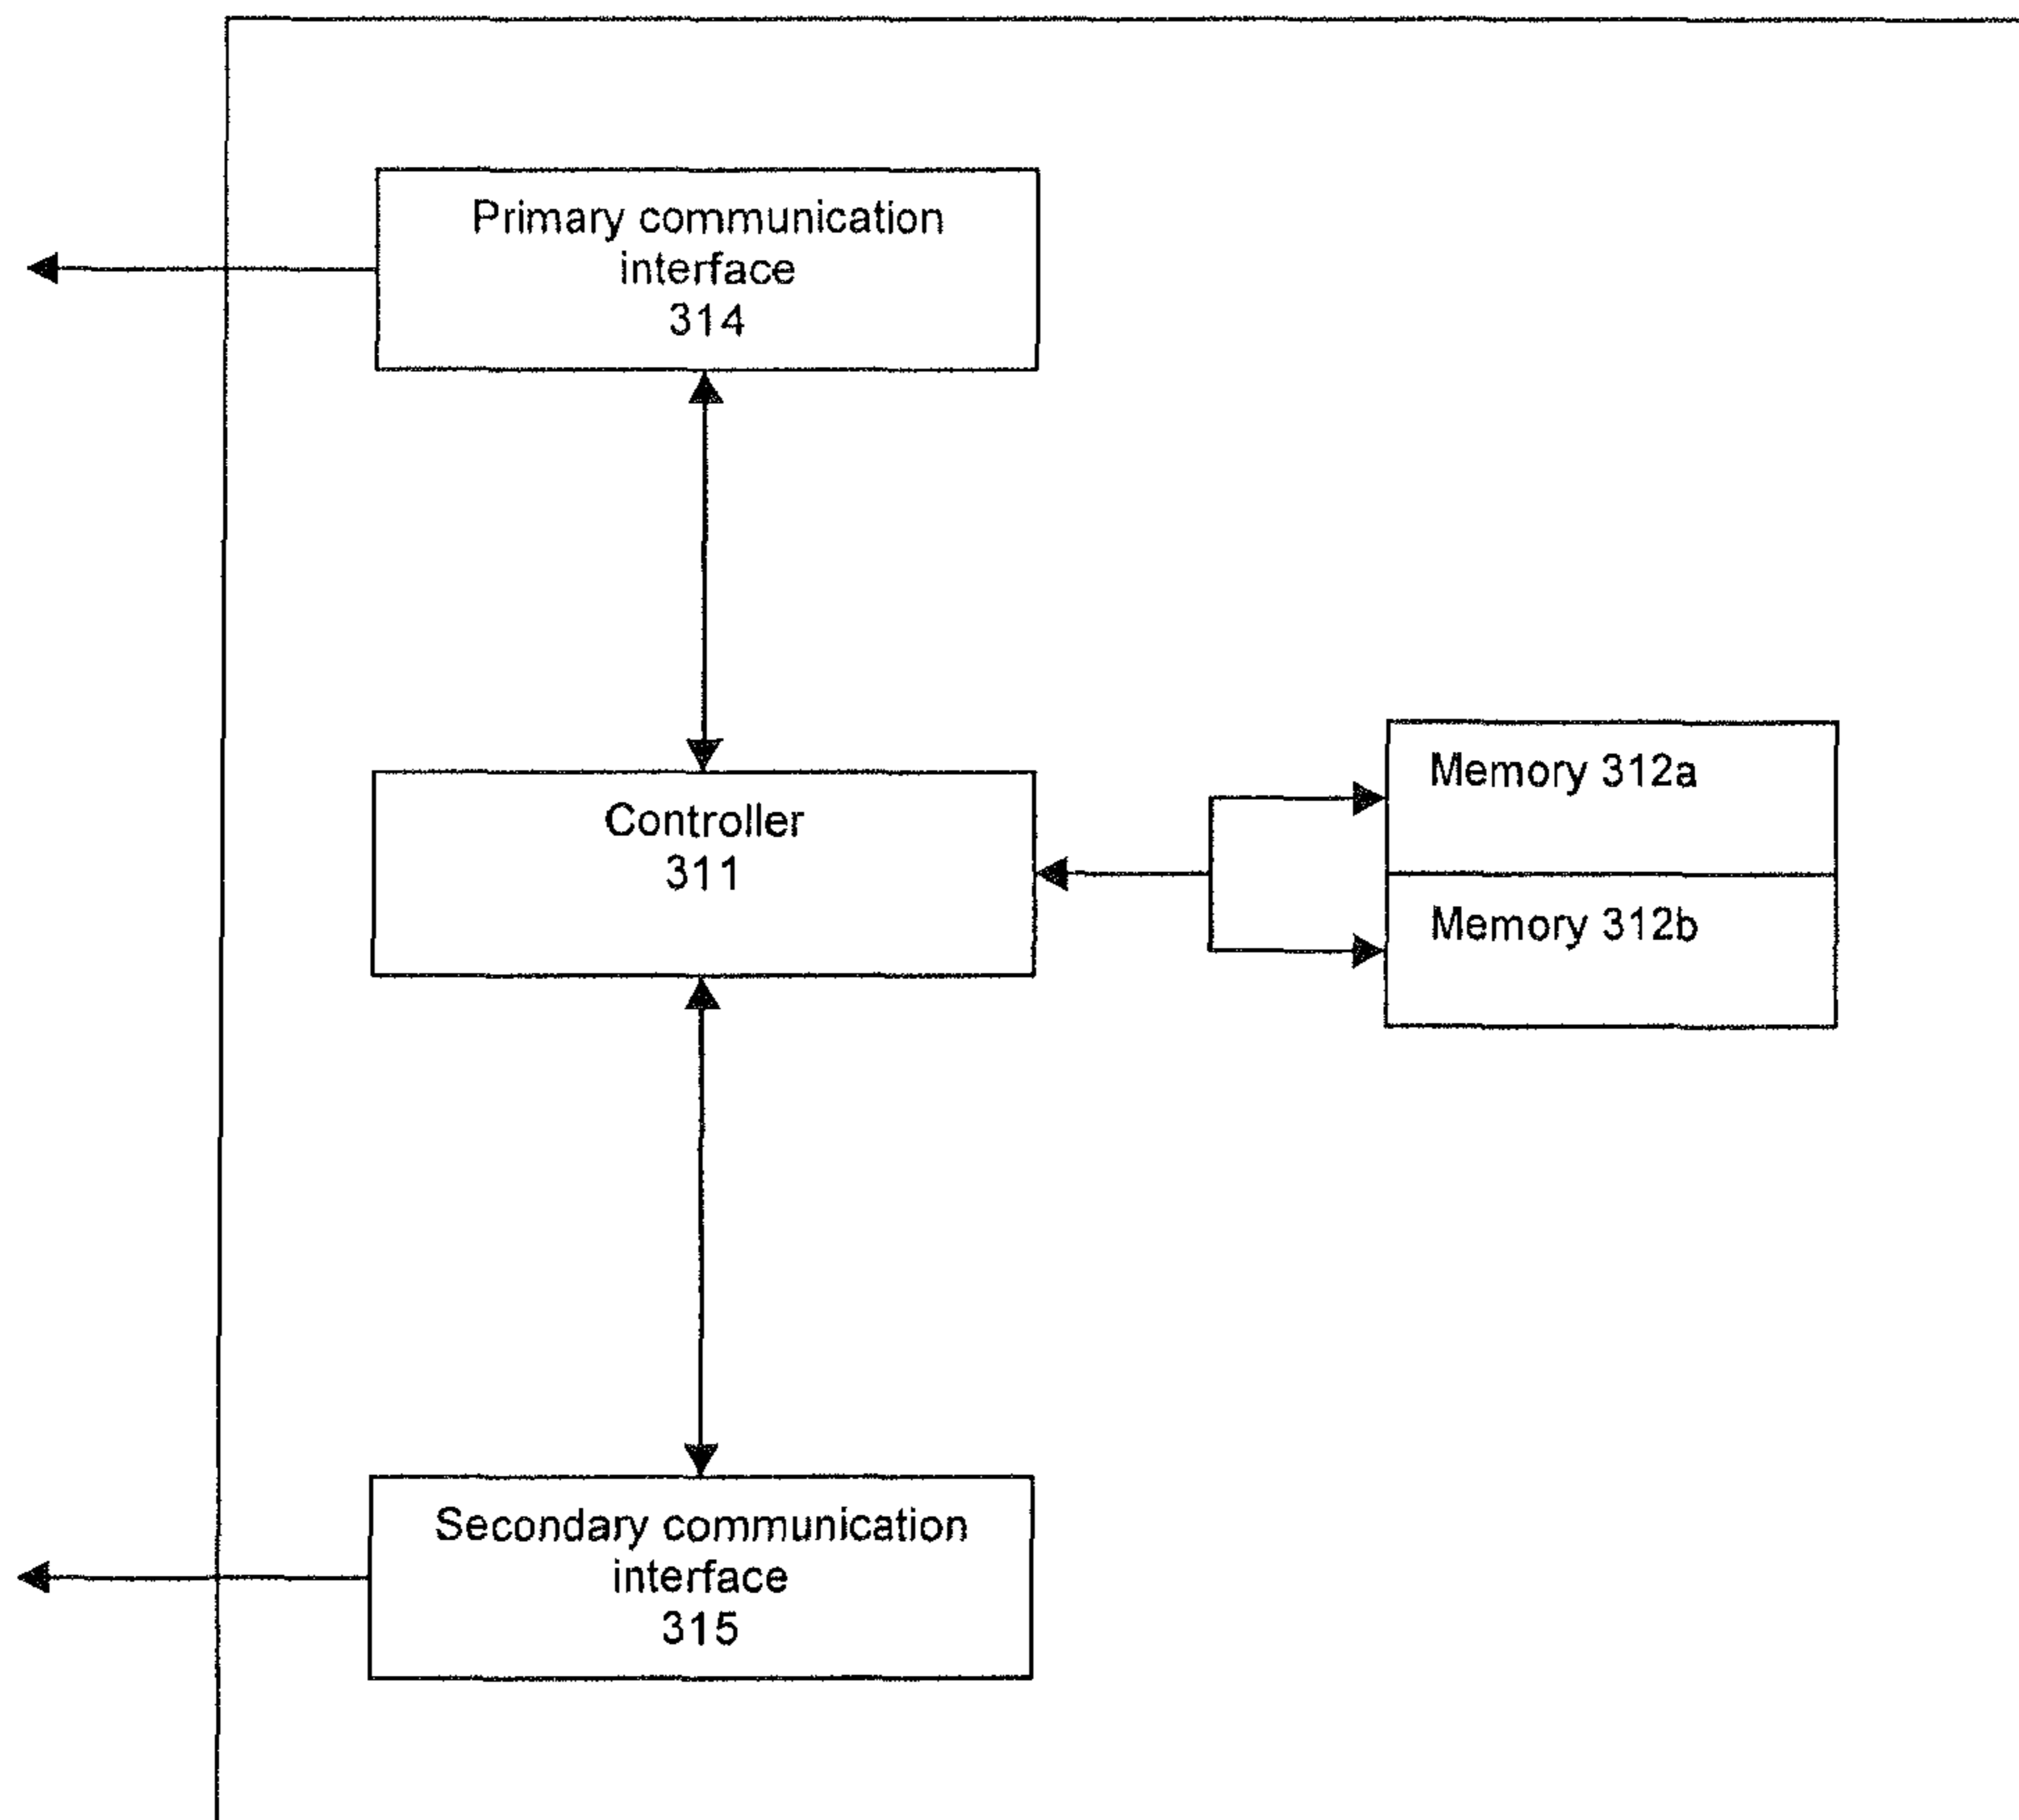 Primary communication
interface
314
Controller
311
Memory 312a
Memory 312b
Secondary communication
interface
315